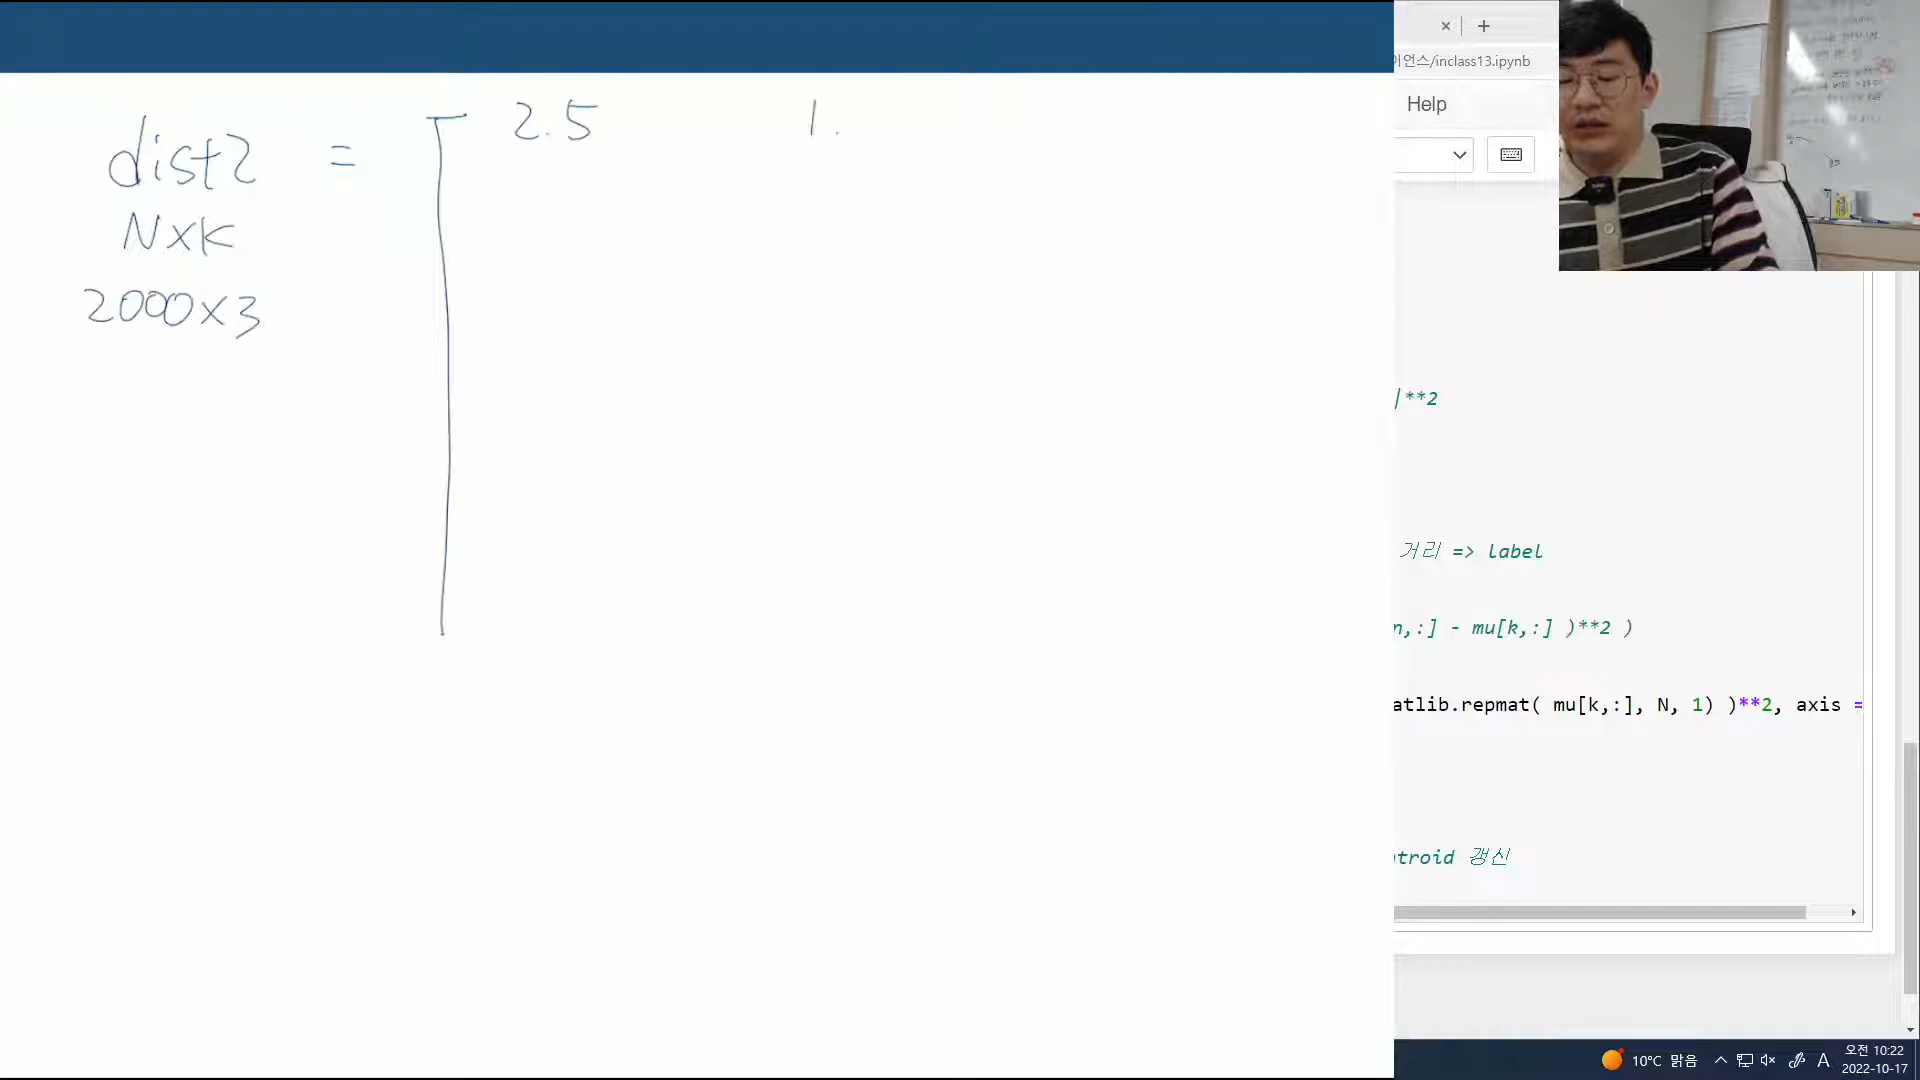 dist2 = 2.5 1.
N×K
2000×3
이언스/inclass13.ipynb
Help
|**2
거리 => label
n,:] - mu[k,:] )**2 )
atlib.repmat( mu[k,:], N, 1) )**2, axis =
ntroid 갱신
10°C 맑음
A
오전 10:22
2022-10-17